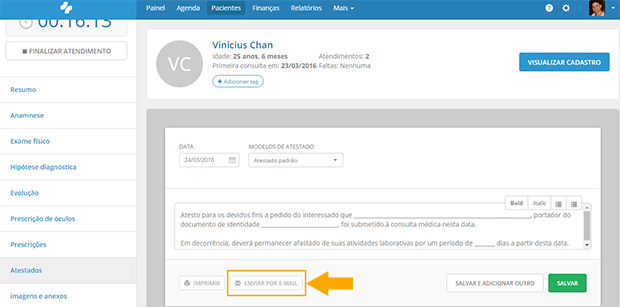 Painel Agenda Pacientes Finanças Relatórios Mais
00:16:13
FINALIZAR ATENDIMENTO
Resumo
Anamnese
Exame físico
Hipótese diagnóstica
Evolução
Prescrição de óculos
Prescrições
Atestados
imagens e anexos
VC
Vinicius Chan
Idade: 25 anos, 6 meses Atendimentos: 2
Primeira consulta em: 23/03/2016 Faltas: Nenhuma
+ Adicionar tag
VISUALIZAR CADASTRO
DATA MODELOS DE ATESTADO
24/03/2016 Atestado padrão
Bold Italic
Atesto para os devidos fins a pedido do interessado que ______________________________, portador do
documento de identidade ____________________, foi submetido à consulta médica nesta data.
Em decorrência, deverá permanecer afastado de suas atividades laborativas por um período de ______ dias a partir desta data.
IMPRIMIR ENVIAR POR E-MAIL SALVAR E ADICIONAR OUTRO SALVAR